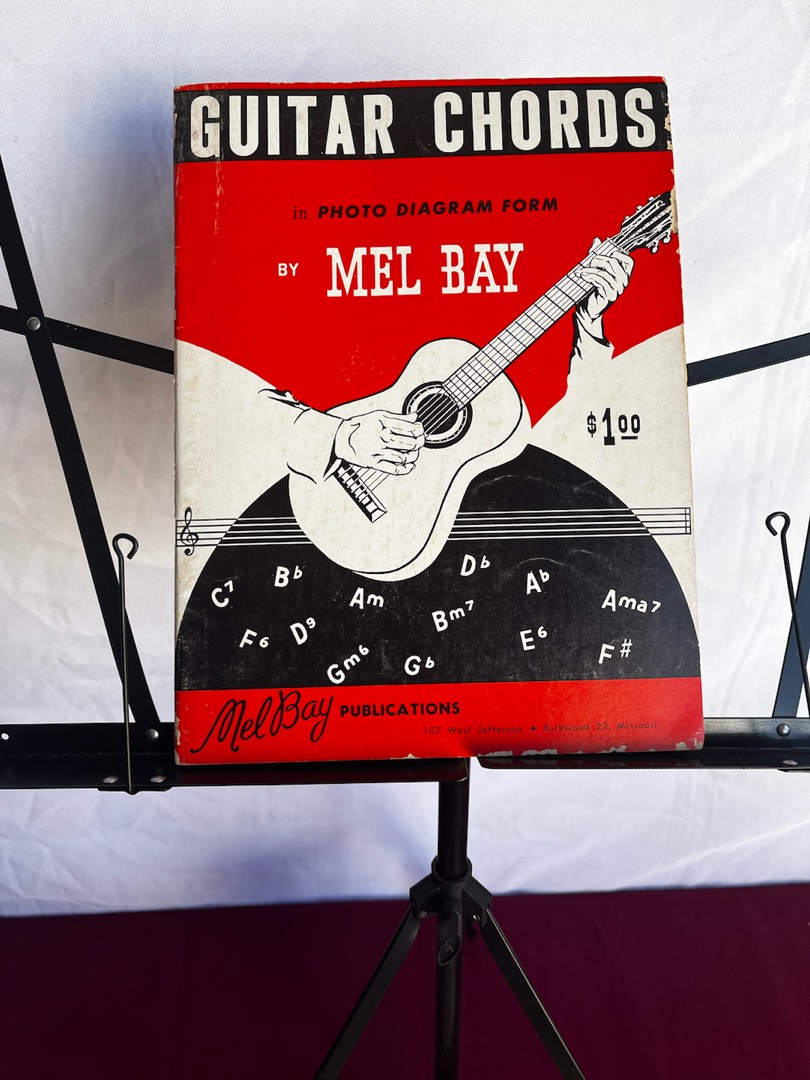 GUITAR CHORDS
in PHOTO DIAGRAM FORM
BY MEL BAY
$1.00
C7 Bb Am Db Ab Ama7
F6 D9 Gm6 Gb Bm7 E6 F#
Mel Bay PUBLICATIONS
107 West Jefferson • Kirkwood 22, Missouri